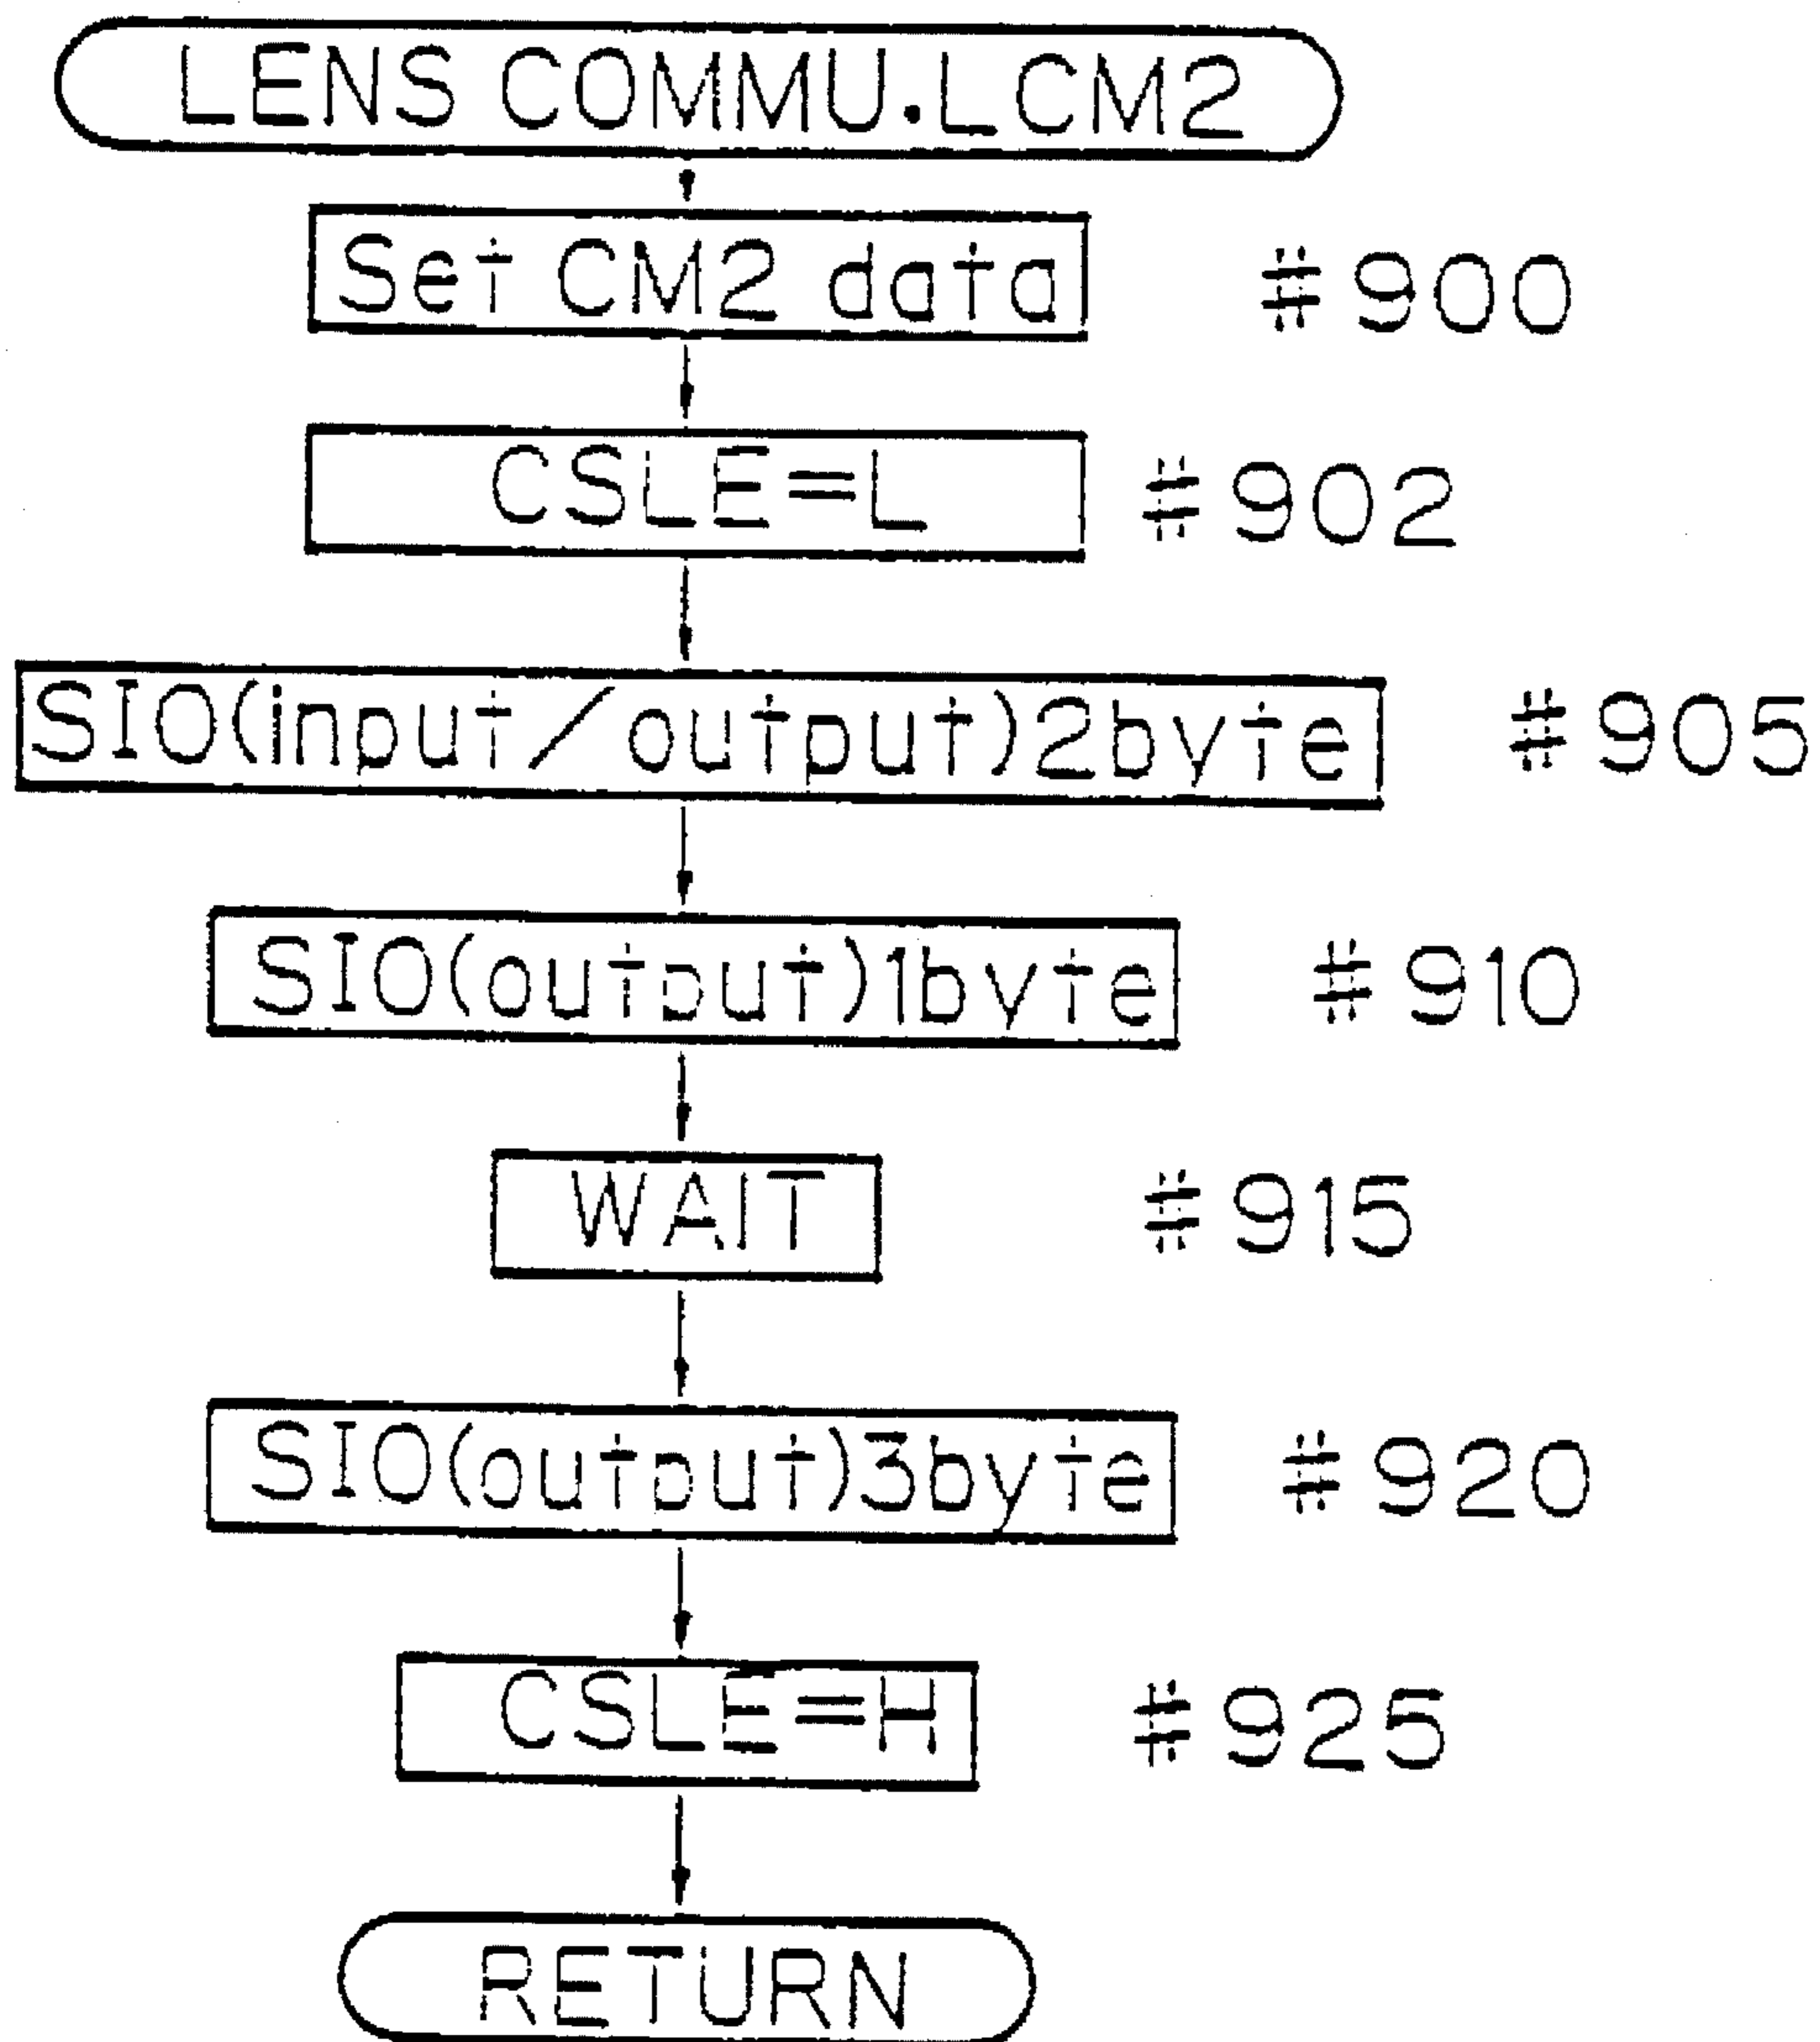 LENS COMMU.LCM2
Set CM2 data #900
CSLE=L #902
SIO(input/output)2byte #905
SIO(output)1byte #910
WAIT #915
SIO(output)3byte #920
CSLE=H #925
RETURN